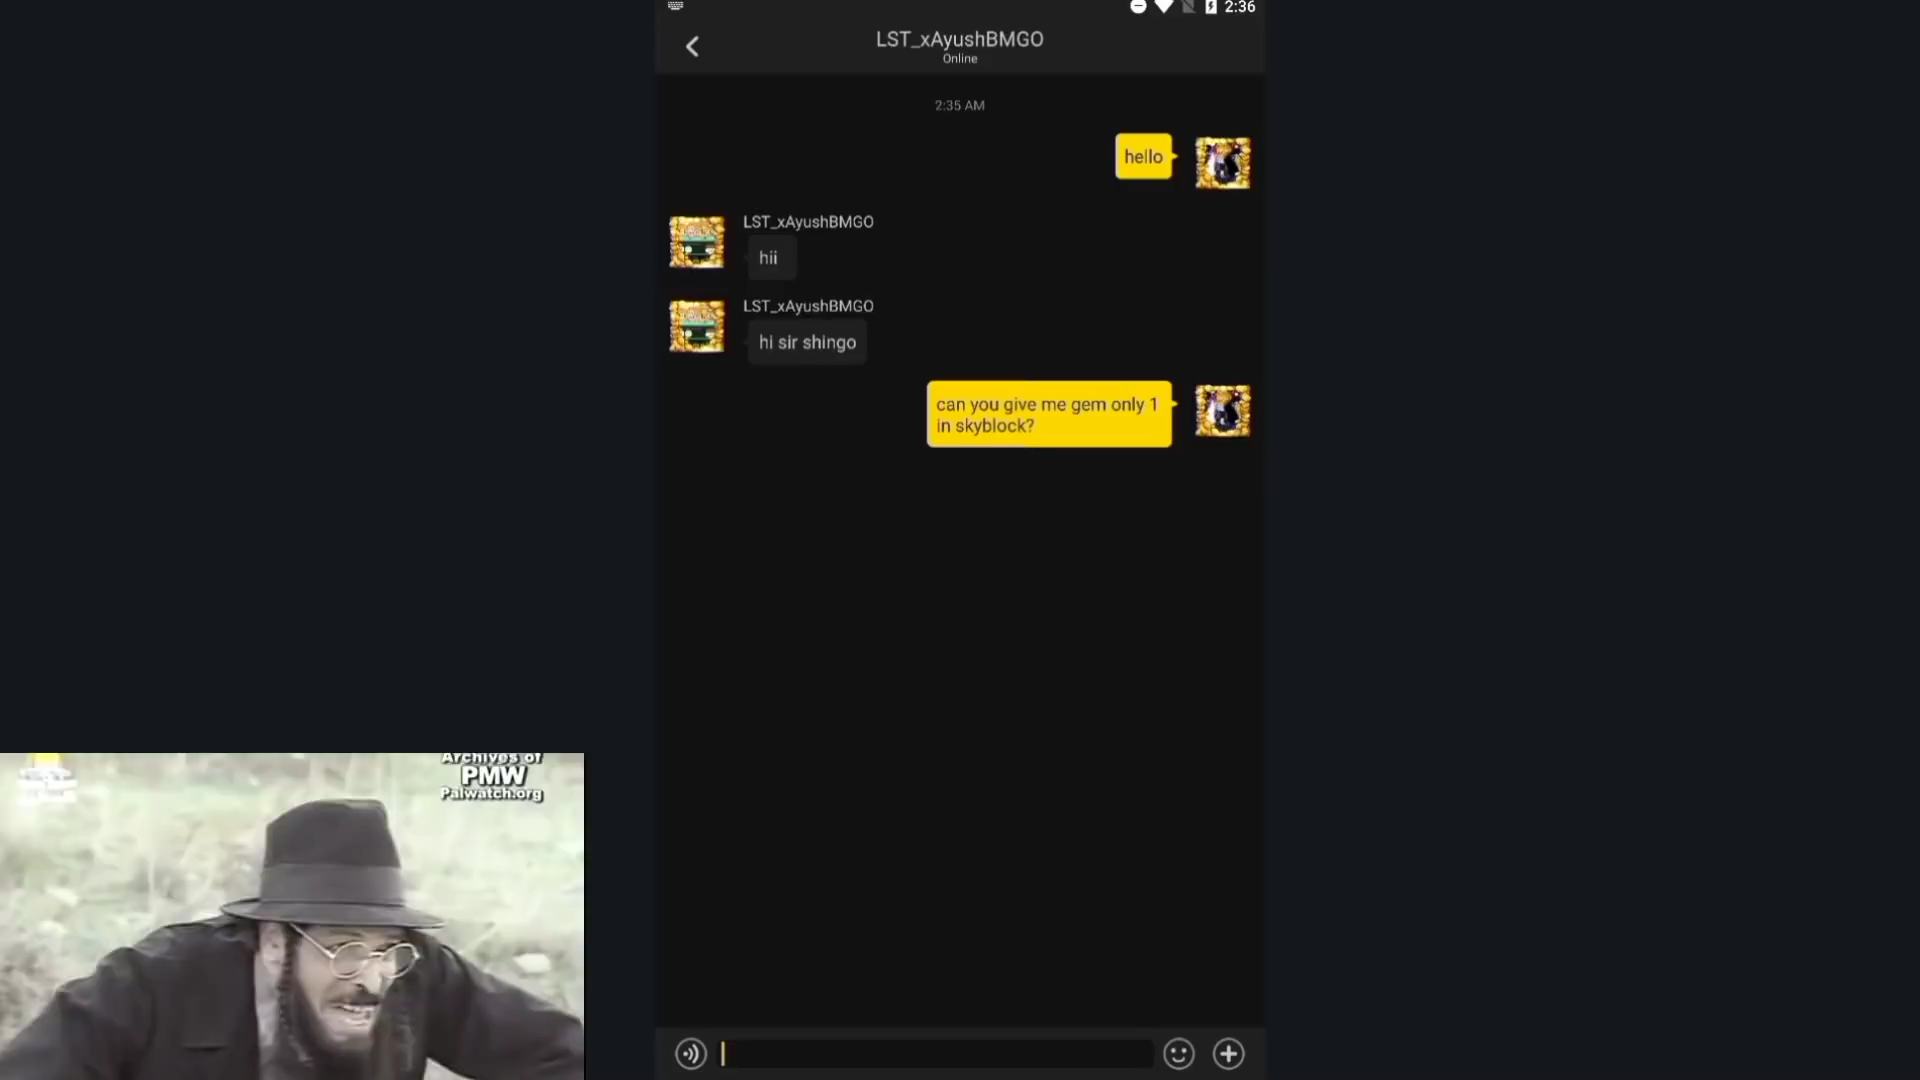 2:36
LST_xAyushBMGO
Online
2:35 AM
hello
LST_xAyushBMGO
hii
LST_xAyushBMGO
hi sir shingo
can you give me gem only 1
in skyblock?
Archives of
PMW
Palwatch.org